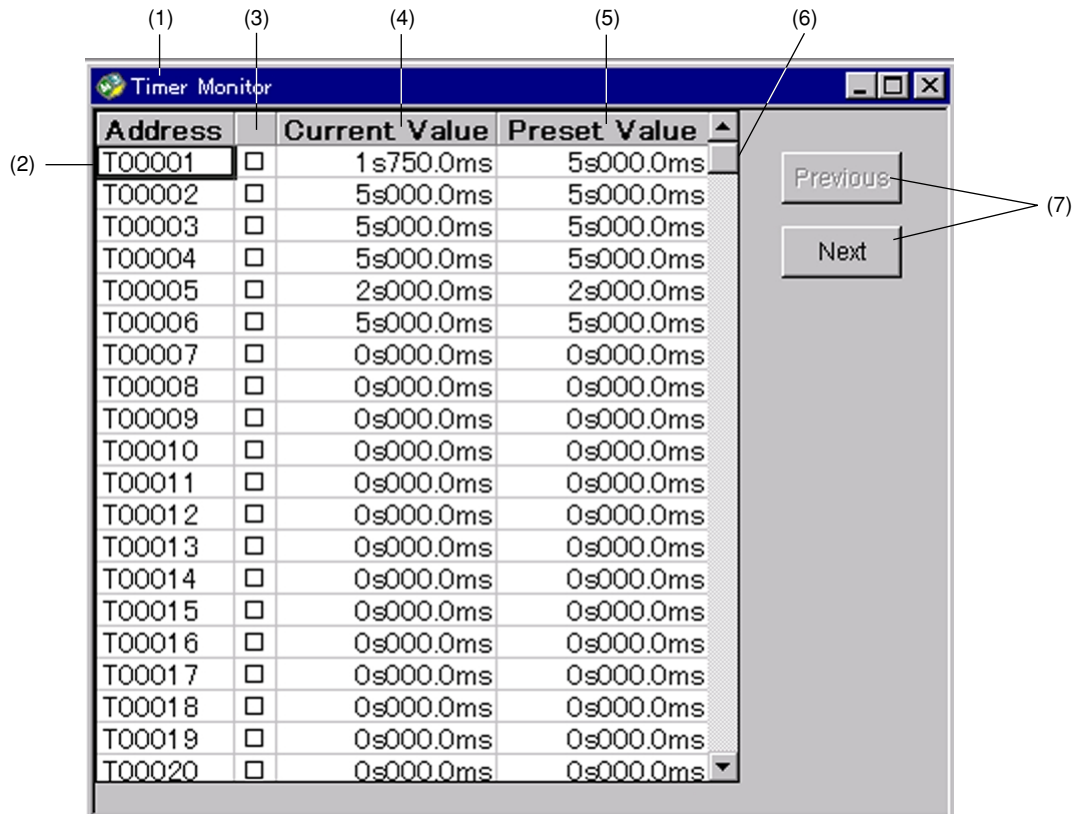 (1) (3) (4) (5) (6)
Timer Monitor
Address Current Value Preset Value
(2) T00001 1s750.0ms 5s000.0ms Previous
T00002 5s000.0ms 5s000.0ms (7)
T00003 5s000.0ms 5s000.0ms
T00004 5s000.0ms 5s000.0ms Next
T00005 2s000.0ms 2s000.0ms
T00006 5s000.0ms 5s000.0ms
T00007 0s000.0ms 0s000.0ms
T00008 0s000.0ms 0s000.0ms
T00009 0s000.0ms 0s000.0ms
T00010 0s000.0ms 0s000.0ms
T00011 0s000.0ms 0s000.0ms
T00012 0s000.0ms 0s000.0ms
T00013 0s000.0ms 0s000.0ms
T00014 0s000.0ms 0s000.0ms
T00015 0s000.0ms 0s000.0ms
T00016 0s000.0ms 0s000.0ms
T00017 0s000.0ms 0s000.0ms
T00018 0s000.0ms 0s000.0ms
T00019 0s000.0ms 0s000.0ms
T00020 0s000.0ms 0s000.0ms